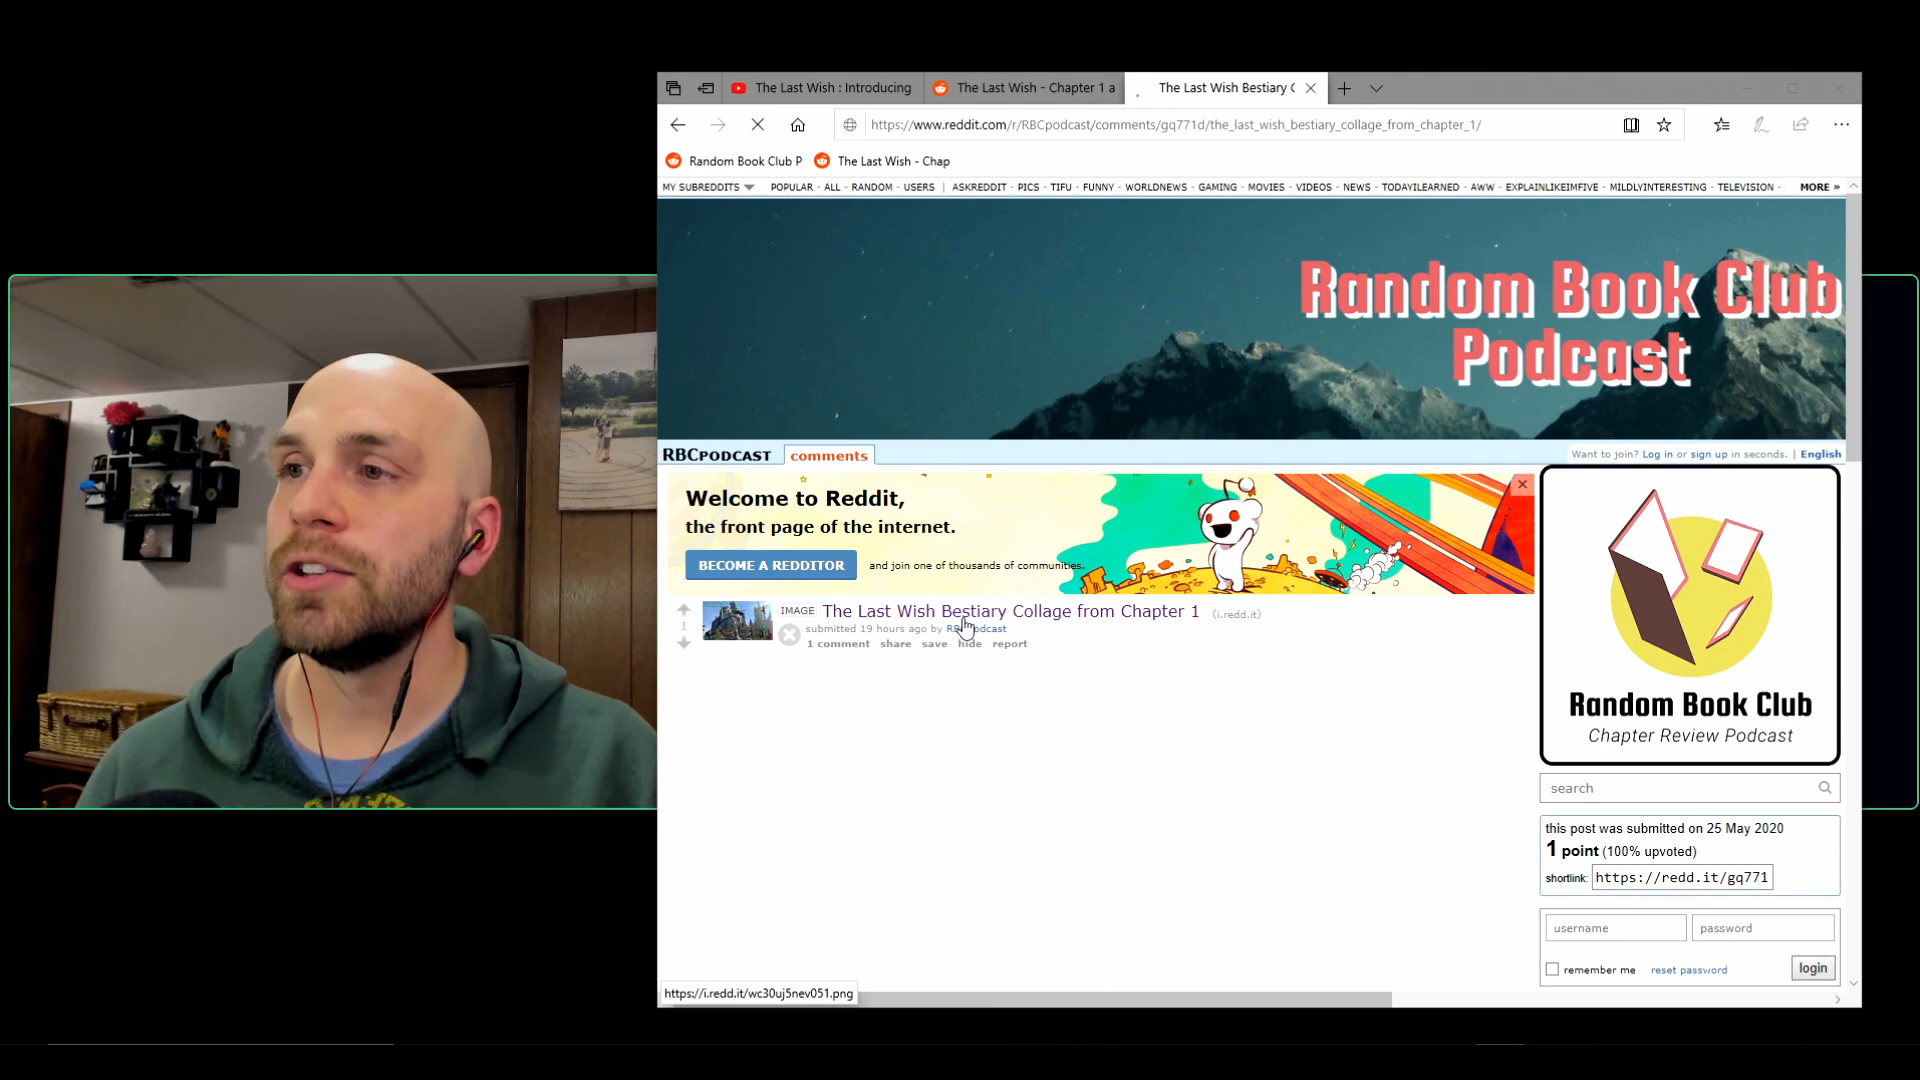 The Last Wish : Introducing
The Last Wish - Chapter 1 a
The Last Wish Bestiary C
https://www.reddit.com/r/RBCpodcast/comments/gq771d/the_last_wish_bestiary_collage_from_chapter_1/
Random Book Club P
The Last Wish - Chap
MY SUBREDDITS POPULAR - ALL - RANDOM - USERS | ASKREDDIT - PICS - TIFU - FUNNY - WORLDNEWS - GAMING - MOVIES - VIDEOS - NEWS - TODAYILEARNED - AWW - EXPLAINLIKEIMFIVE - MILDLYINTERESTING - TELEVISION - MORE »
Random Book Club
Podcast
RBCPODCAST comments
Want to join? Log in or sign up in seconds. | English
Welcome to Reddit,
the front page of the internet.
BECOME A REDDITOR and join one of thousands of communities.
1
IMAGE The Last Wish Bestiary Collage from Chapter 1 (i.redd.it)
submitted 19 hours ago by
1 comment share save hide report
Random Book Club
Chapter Review Podcast
search
this post was submitted on 25 May 2020
1 point (100% upvoted)
shortlink: https://redd.it/gq771
username password
remember me reset password login
https://i.redd.it/wc30uj5nev051.png